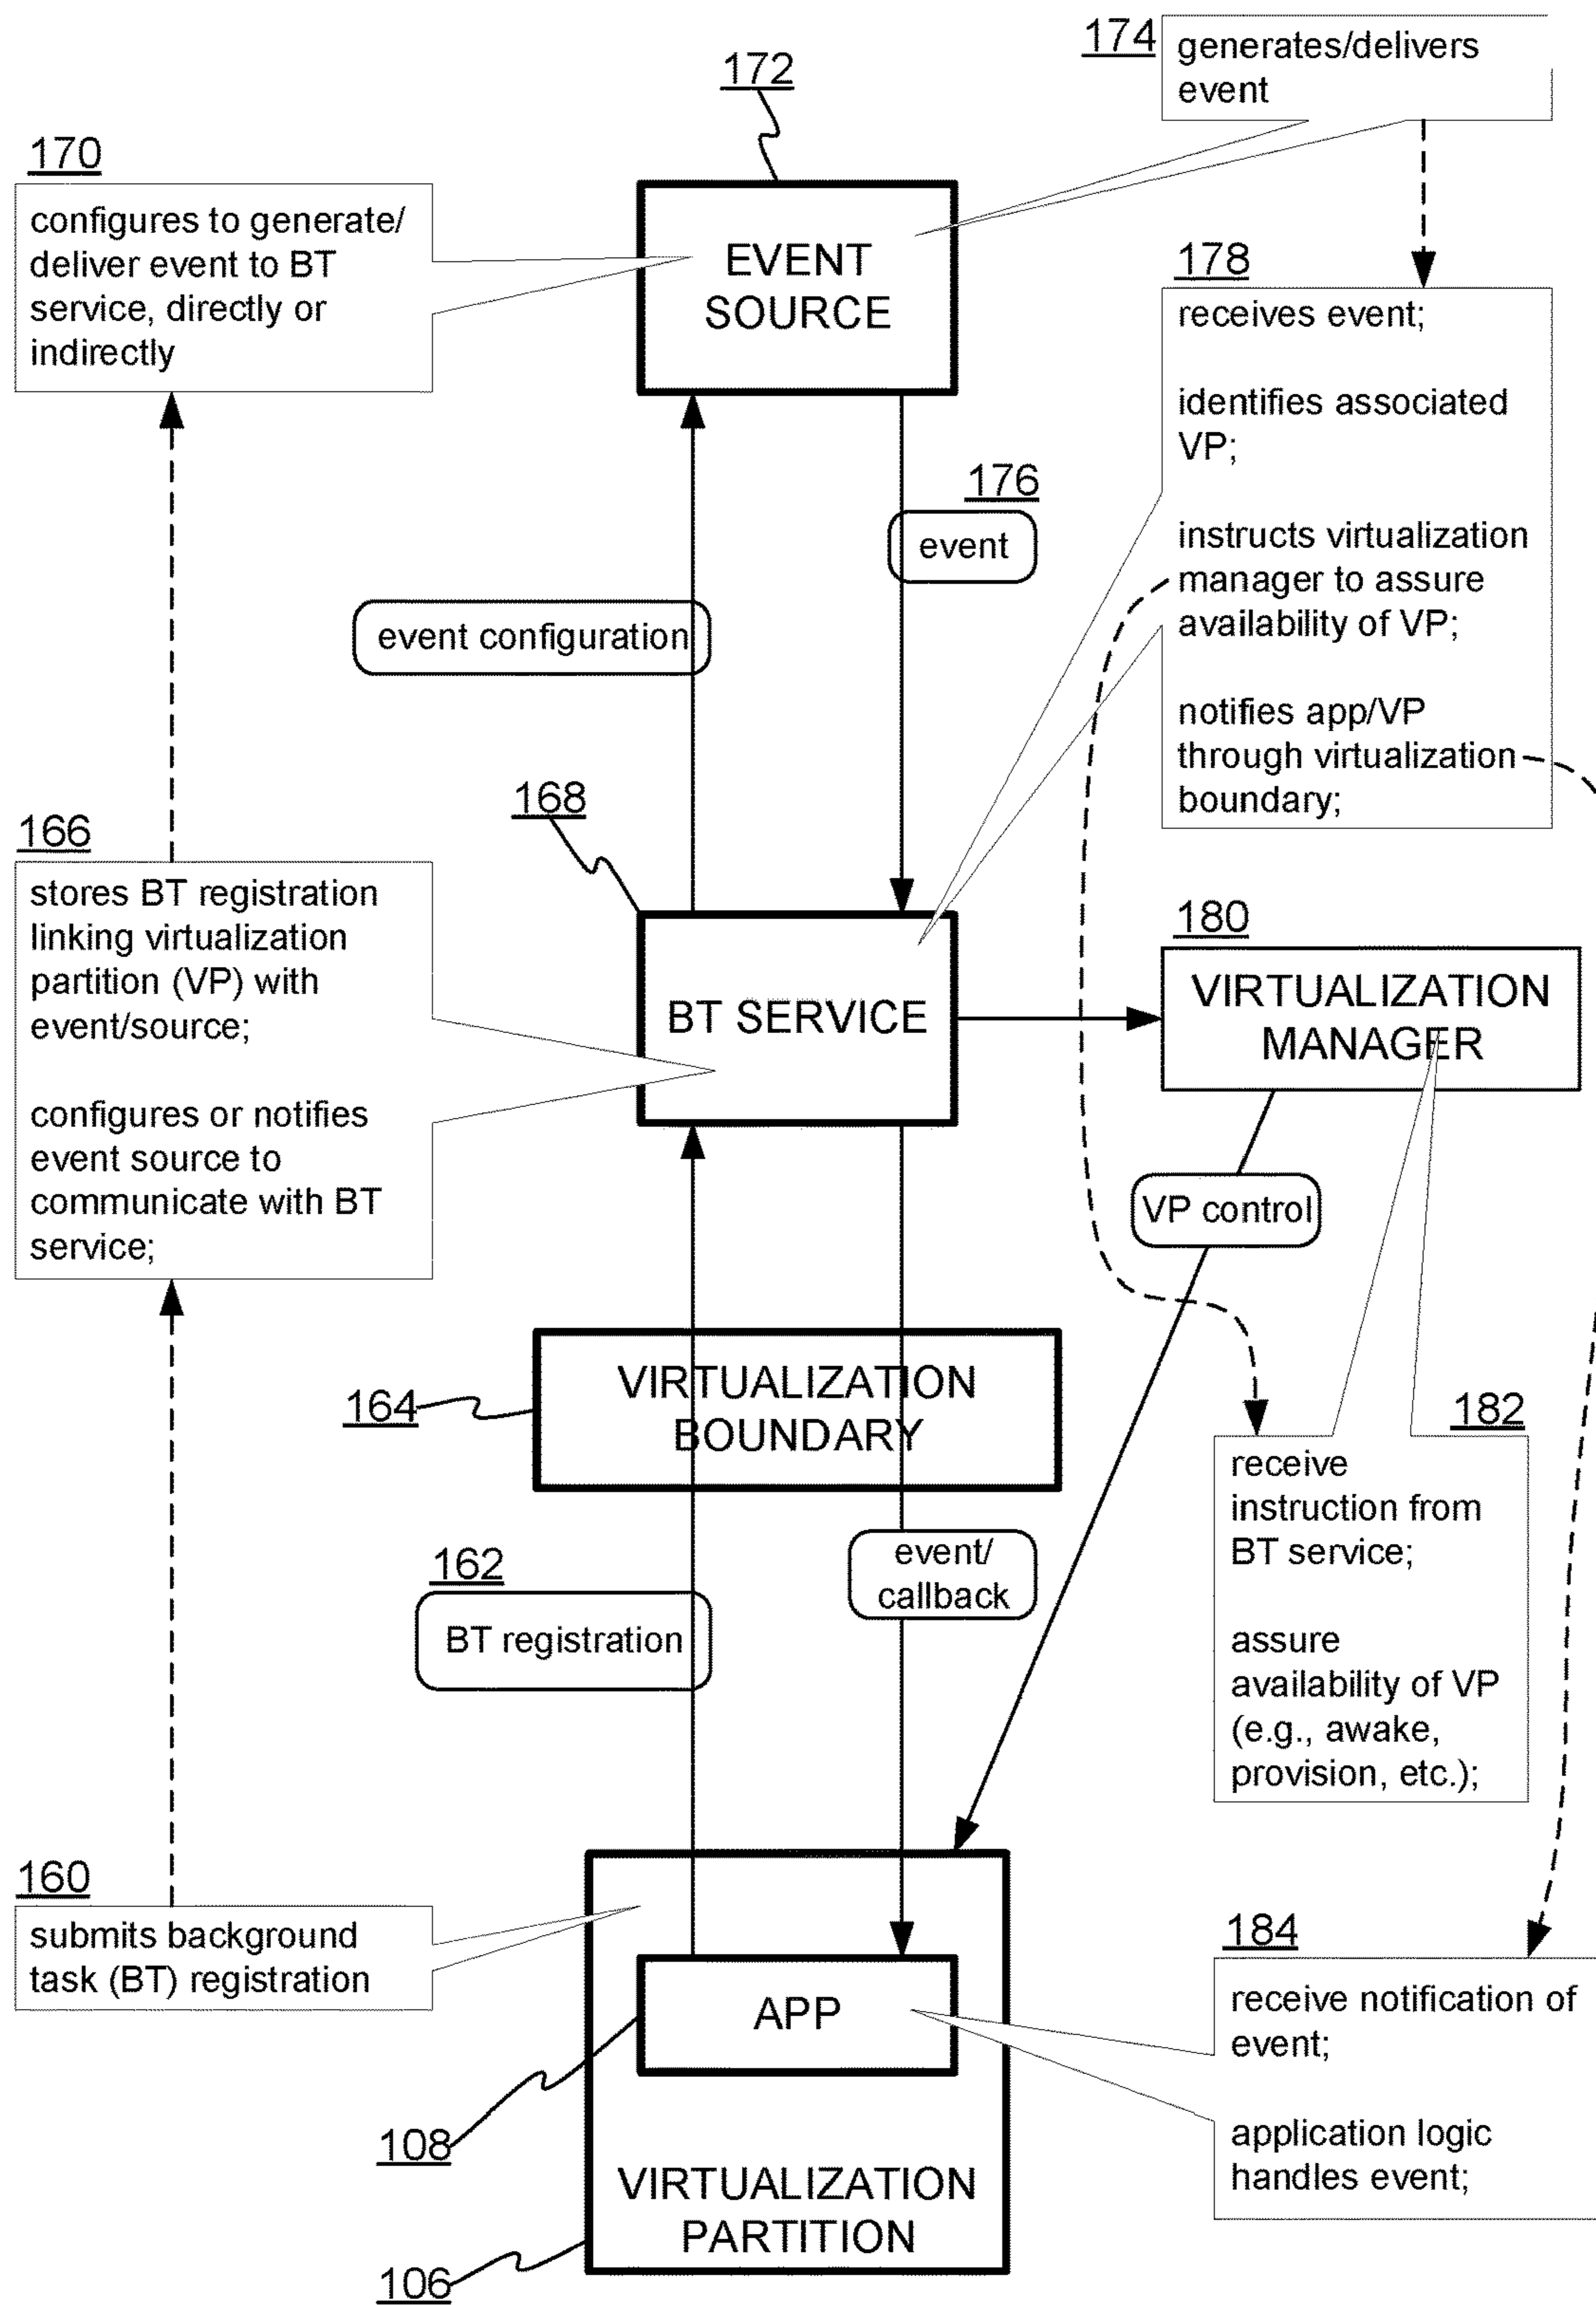 174
generates/delivers
event
172
170
configures to generate/
deliver event to BT
service, directly or
indirectly
EVENT
SOURCE
178
receives event;
identifies associated
VP;
instructs virtualization
manager to assure
availability of VP;
notifies app/VP
through virtualization
boundary;
176
event
event configuration
168
166
stores BT registration
linking virtualization
partition (VP) with
event/source;
configures or notifies
event source to
communicate with BT
service;
BT SERVICE
180
VIRTUALIZATION
MANAGER
VP control
VIRTUALIZATION
BOUNDARY
164
182
receive
instruction from
BT service;
assure
availability of VP
(e.g., awake,
provision, etc.);
event/
callback
162
BT registration
160
submits background
task (BT) registration
184
receive notification of
event;
application logic
handles event;
APP
108
VIRTUALIZATION
PARTITION
106